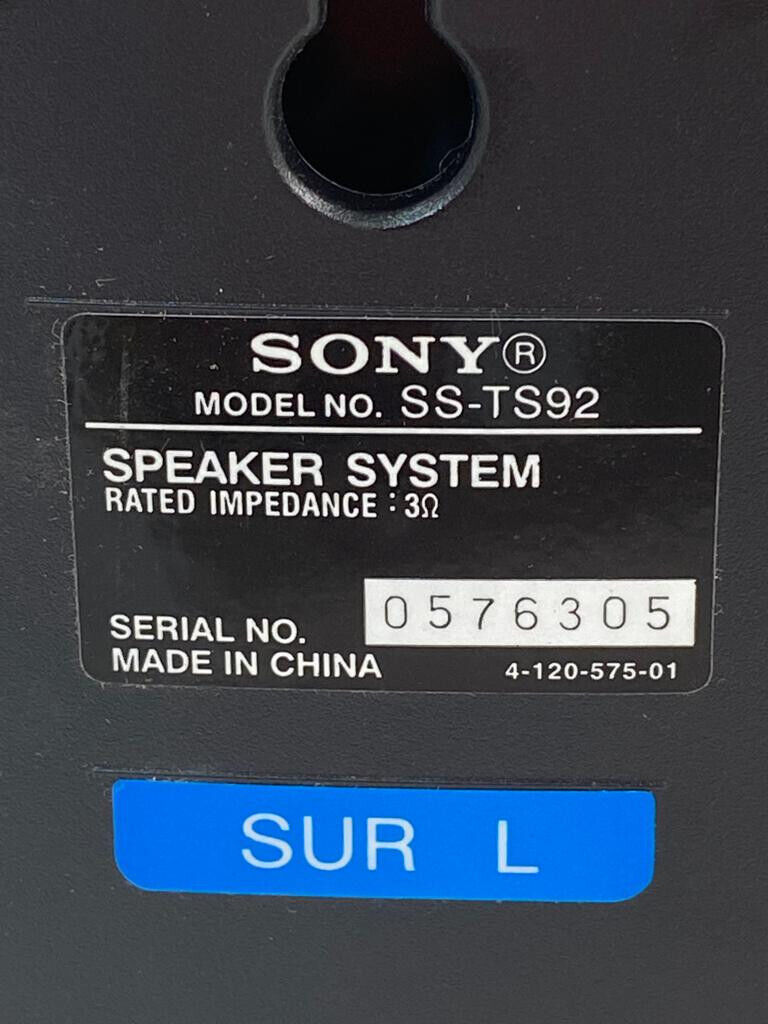 SONY®
MODEL NO. SS-TS92
SPEAKER SYSTEM
RATED IMPEDANCE : 3Ω
0576305
SERIAL NO.
MADE IN CHINA
4-120-575-01
SUR L